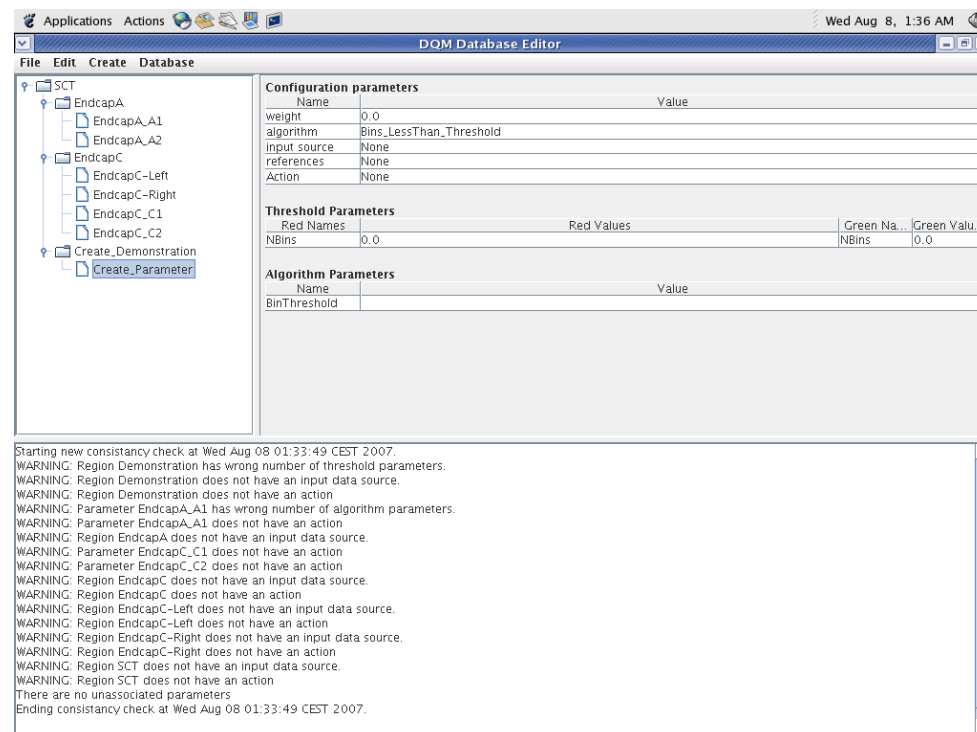 Applications Actions Wed Aug 8, 1:36 AM
DQM Database Editor
File Edit Create Database
SCT
EndcapA
EndcapA_A1
EndcapA_A2
EndcapC
EndcapC-Left
EndcapC-Right
EndcapC_C1
EndcapC_C2
Create_Demonstration
Create_Parameter
Configuration parameters
Name Value
weight 0.0
algorithm Bins_LessThan_Threshold
input source None
references None
Action None
Threshold Parameters
Red Names Red Values Green Na... Green Valu.
NBins 0.0 NBins 0.0
Algorithm Parameters
Name Value
BinThreshold
Starting new consistancy check at Wed Aug 08 01:33:49 CEST 2007.
WARNING: Region Demonstration has wrong number of threshold parameters.
WARNING: Region Demonstration does not have an input data source.
WARNING: Region Demonstration does not have an action
WARNING: Parameter EndcapA_A1 has wrong number of algorithm parameters.
WARNING: Parameter EndcapA_A1 does not have an action
WARNING: Region EndcapA does not have an input data source.
WARNING: Parameter EndcapC_C1 does not have an action
WARNING: Parameter EndcapC_C2 does not have an action
WARNING: Region EndcapC does not have an input data source.
WARNING: Region EndcapC does not have an action
WARNING: Region EndcapC-Left does not have an input data source.
WARNING: Region EndcapC-Left does not have an action
WARNING: Region EndcapC-Right does not have an input data source.
WARNING: Region EndcapC-Right does not have an action
WARNING: Region SCT does not have an input data source.
WARNING: Region SCT does not have an action
There are no unassociated parameters
Ending consistancy check at Wed Aug 08 01:33:49 CEST 2007.